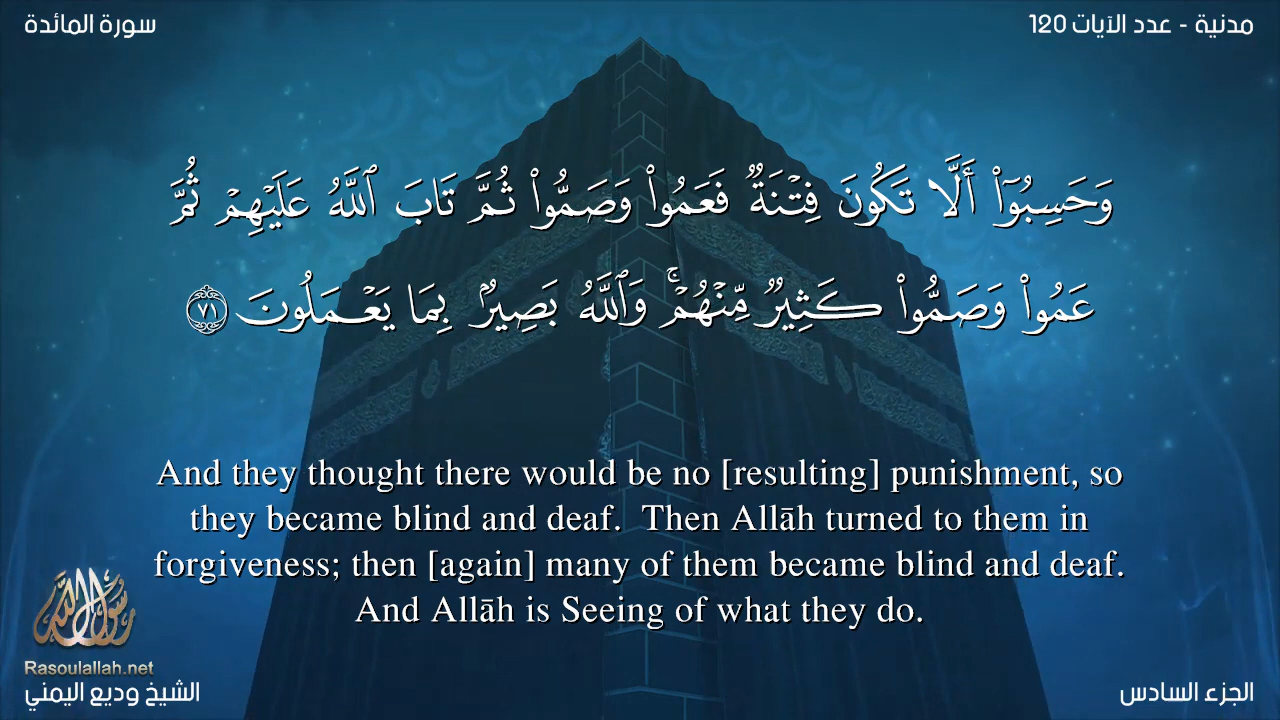 مدنية - عدد الآيات 120
سورة المائدة
وَحَسِبُوٓا۟ أَلَّا تَكُونَ فِتْنَةٌ فَعَمُوا۟ وَصَمُّوا۟ ثُمَّ تَابَ ٱللَّهُ عَلَيْهِمْ ثُمَّ
عَمُوا۟ وَصَمُّوا۟ كَثِيرٌ مِّنْهُمْ ۚ وَٱللَّهُ بَصِيرٌۢ بِمَا يَعْمَلُونَ ٧١
And they thought there would be no [resulting] punishment, so
they became blind and deaf. Then Allāh turned to them in
forgiveness; then [again] many of them became blind and deaf.
And Allāh is Seeing of what they do.
رسول الله
Rasoulallah.net
الشيخ وديع اليمني
الجزء السادس